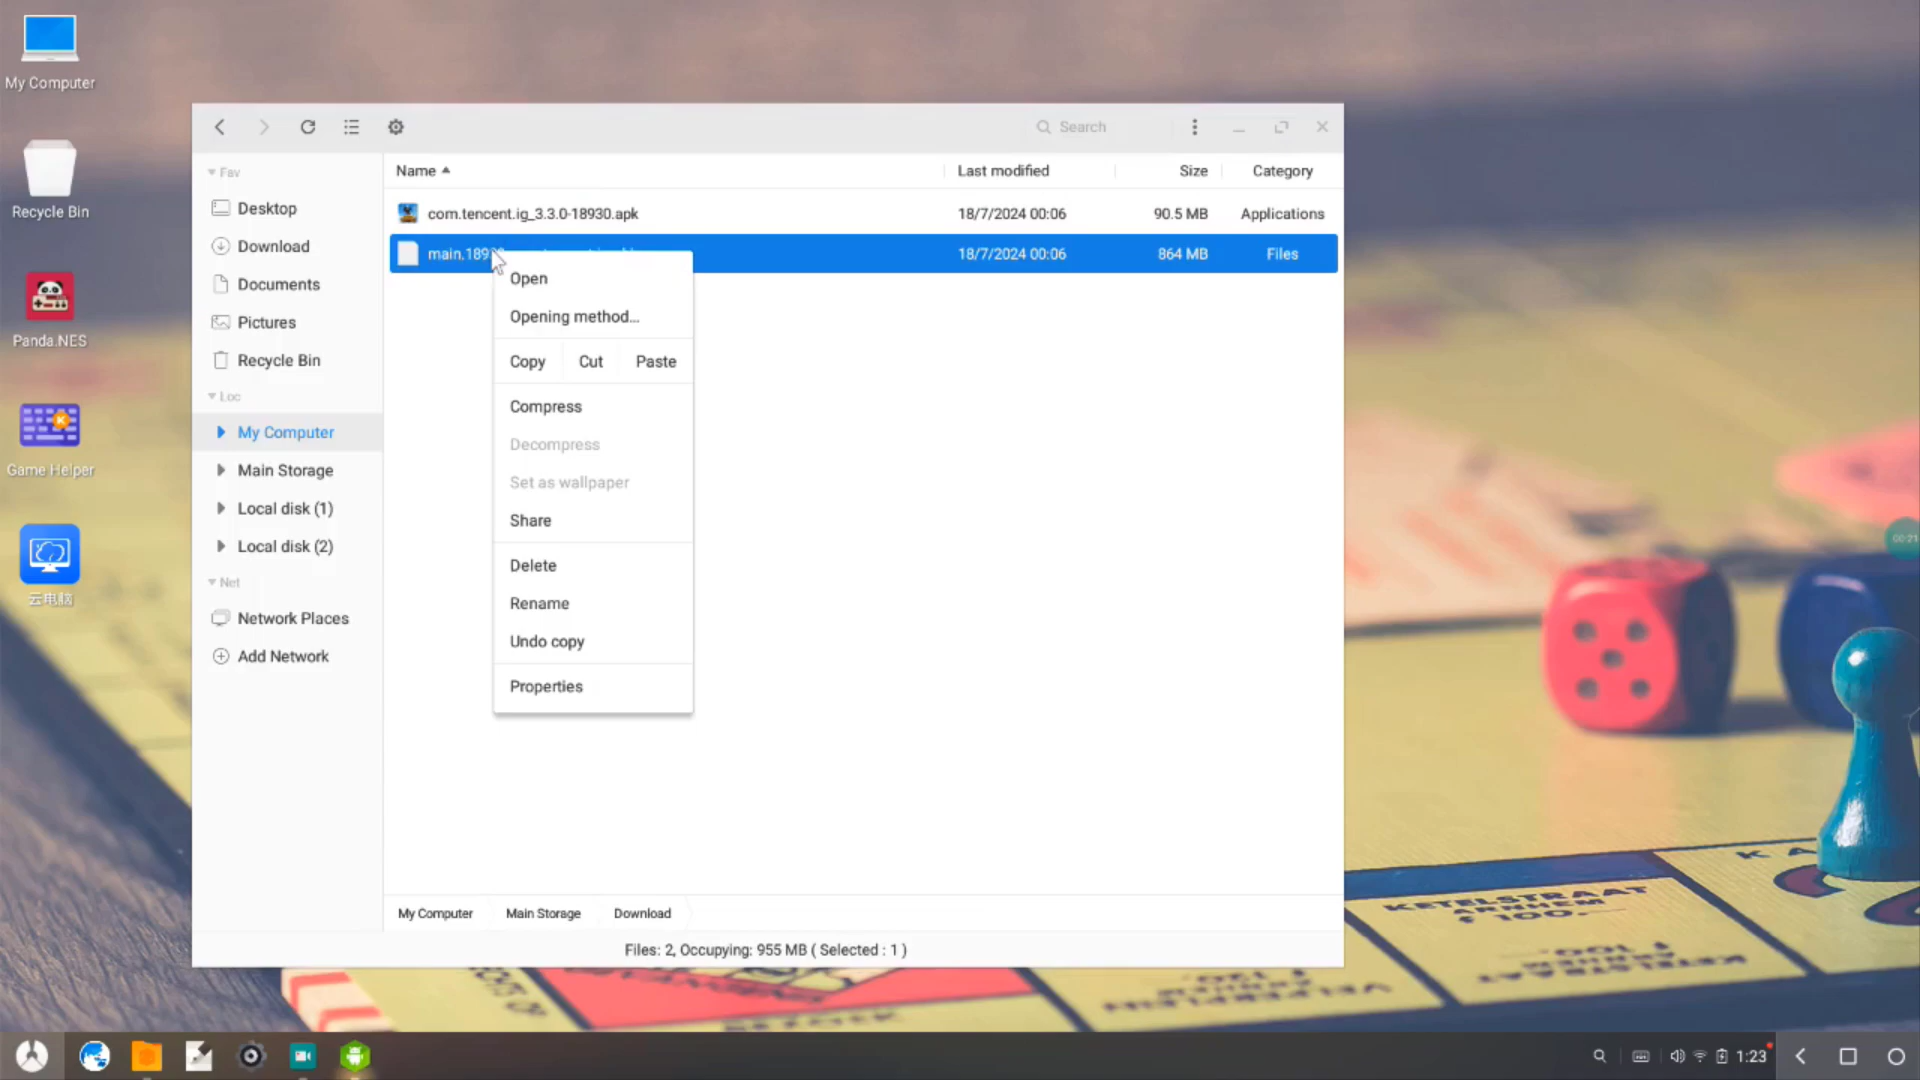 My Computer
Recycle Bin
Panda.NES
Game Helper
云电脑
Search
Fav
Desktop
Download
Documents
Pictures
Recycle Bin
Loc
My Computer
Main Storage
Local disk (1)
Local disk (2)
Net
Network Places
Add Network
Name Last modified Size Category
com.tencent.ig_3.3.0-18930.apk 18/7/2024 00:06 90.5 MB Applications
18/7/2024 00:06 864 MB Files
Open
Opening method...
Copy Cut Paste
Compress
Decompress
Set as wallpaper
Share
Delete
Rename
Undo copy
Properties
My Computer Main Storage Download
Files: 2, Occupying: 955 MB ( Selected : 1 )
00:21
KETELSTRAAT
ARNHEM
1:23